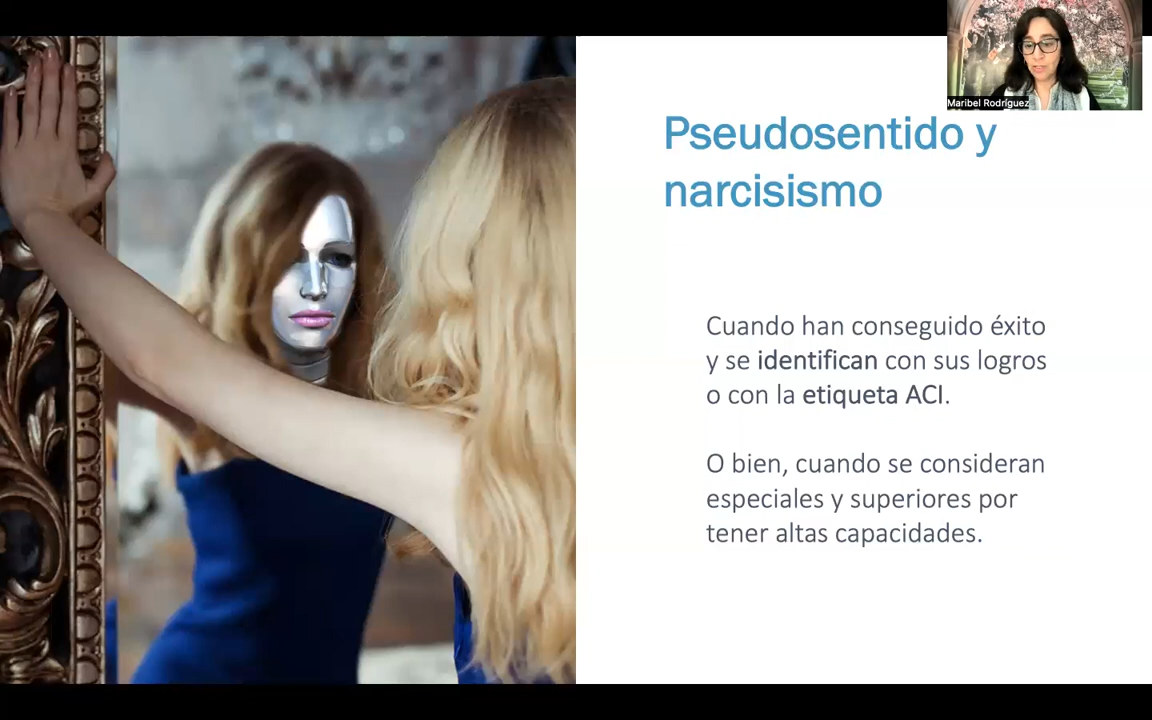 Maribel Rodríguez
Pseudosentido y
narcisismo
Cuando han conseguido éxito
y se identifican con sus logros
o con la etiqueta ACI.
O bien, cuando se consideran
especiales y superiores por
tener altas capacidades.